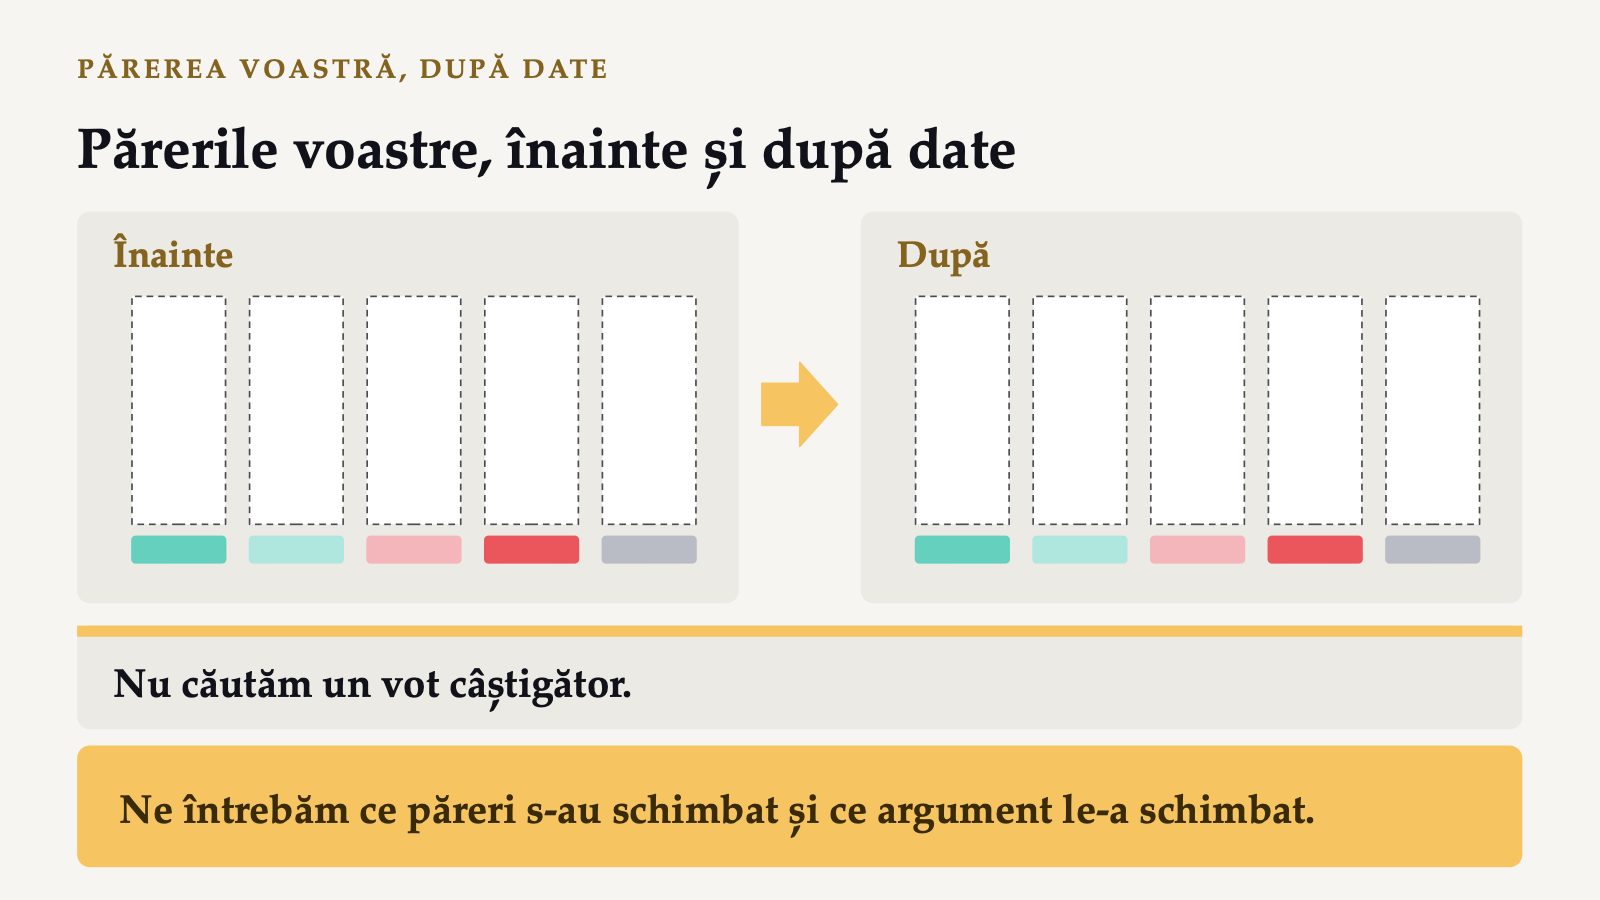 PĂREREA VOASTRĂ, DUPĂ DATE
Părerile voastre, înainte și după date
Înainte
După
Nu căutăm un vot câștigător.
Ne întrebăm ce păreri s-au schimbat și ce argument le-a schimbat.